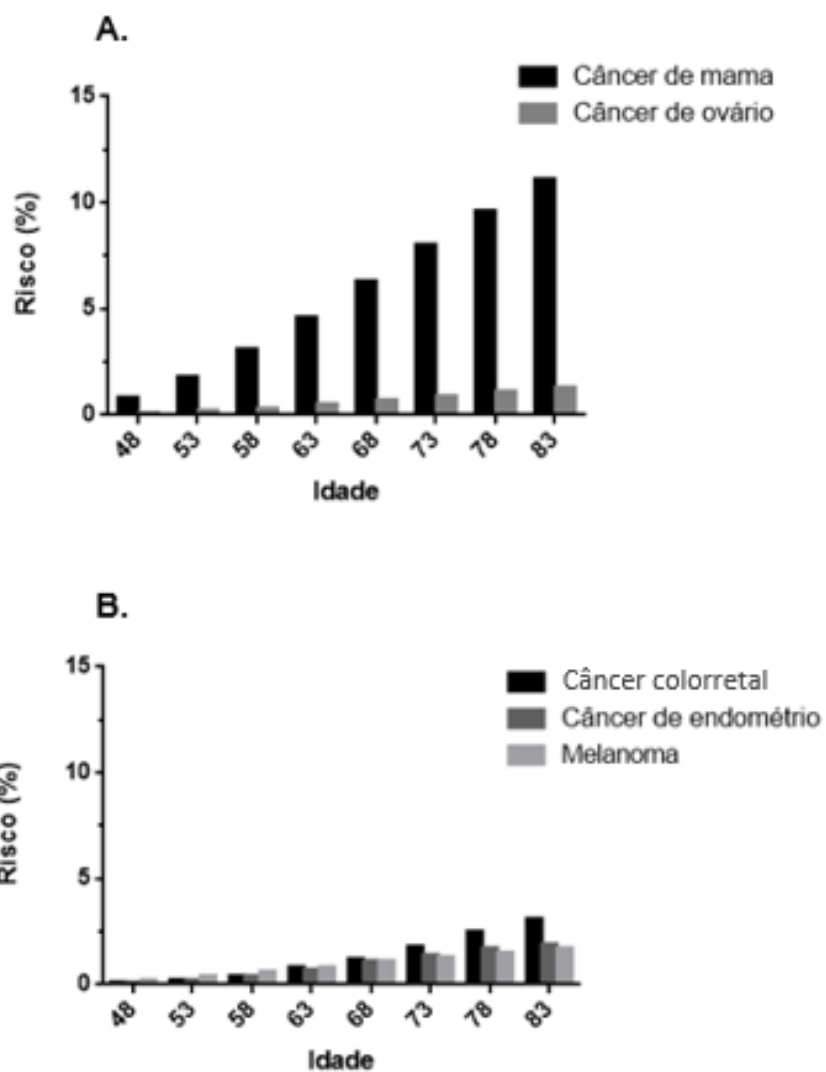 A.
Câncer de mama
Câncer de ovário
Risco (%)
15
10
5
0
48 53 58 63 68 73 78 83
Idade
B.
Câncer colorretal
Câncer de endométrio
Melanoma
Risco (%)
15
10
5
0
48 53 58 63 68 73 78 83
Idade